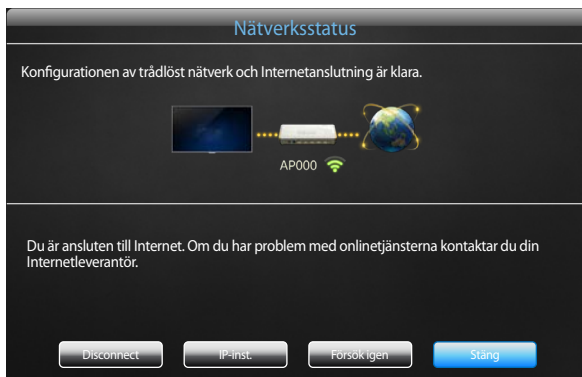 Nätverksstatus
Konfigurationen av trådlöst nätverk och Internetanslutning är klara.
AP000
Du är ansluten till Internet. Om du har problem med onlinetjänsterna kontaktar du din
Internetleverantör.
Disconnect
IP-inst.
Försök igen
Stäng